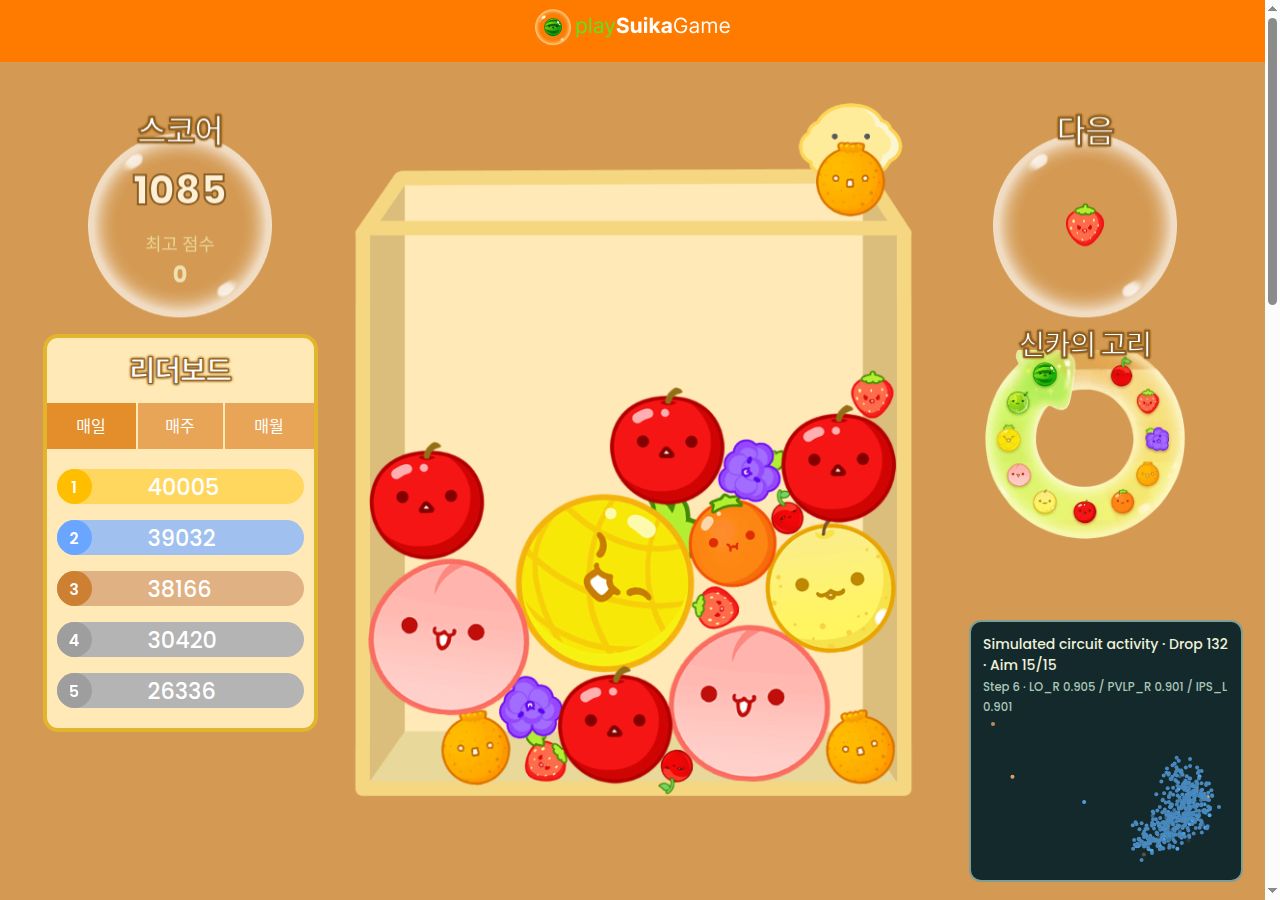 playSuikaGame
스코어
1085
최고 점수
0
다음
리더보드
매일 매주 매월
1 40005
2 39032
3 38166
4 30420
5 26336
신카의 고리
Simulated circuit activity · Drop 132
· Aim 15/15
Step 6 · LO_R 0.905 / PVLP_R 0.901 / IPS_L
0.901